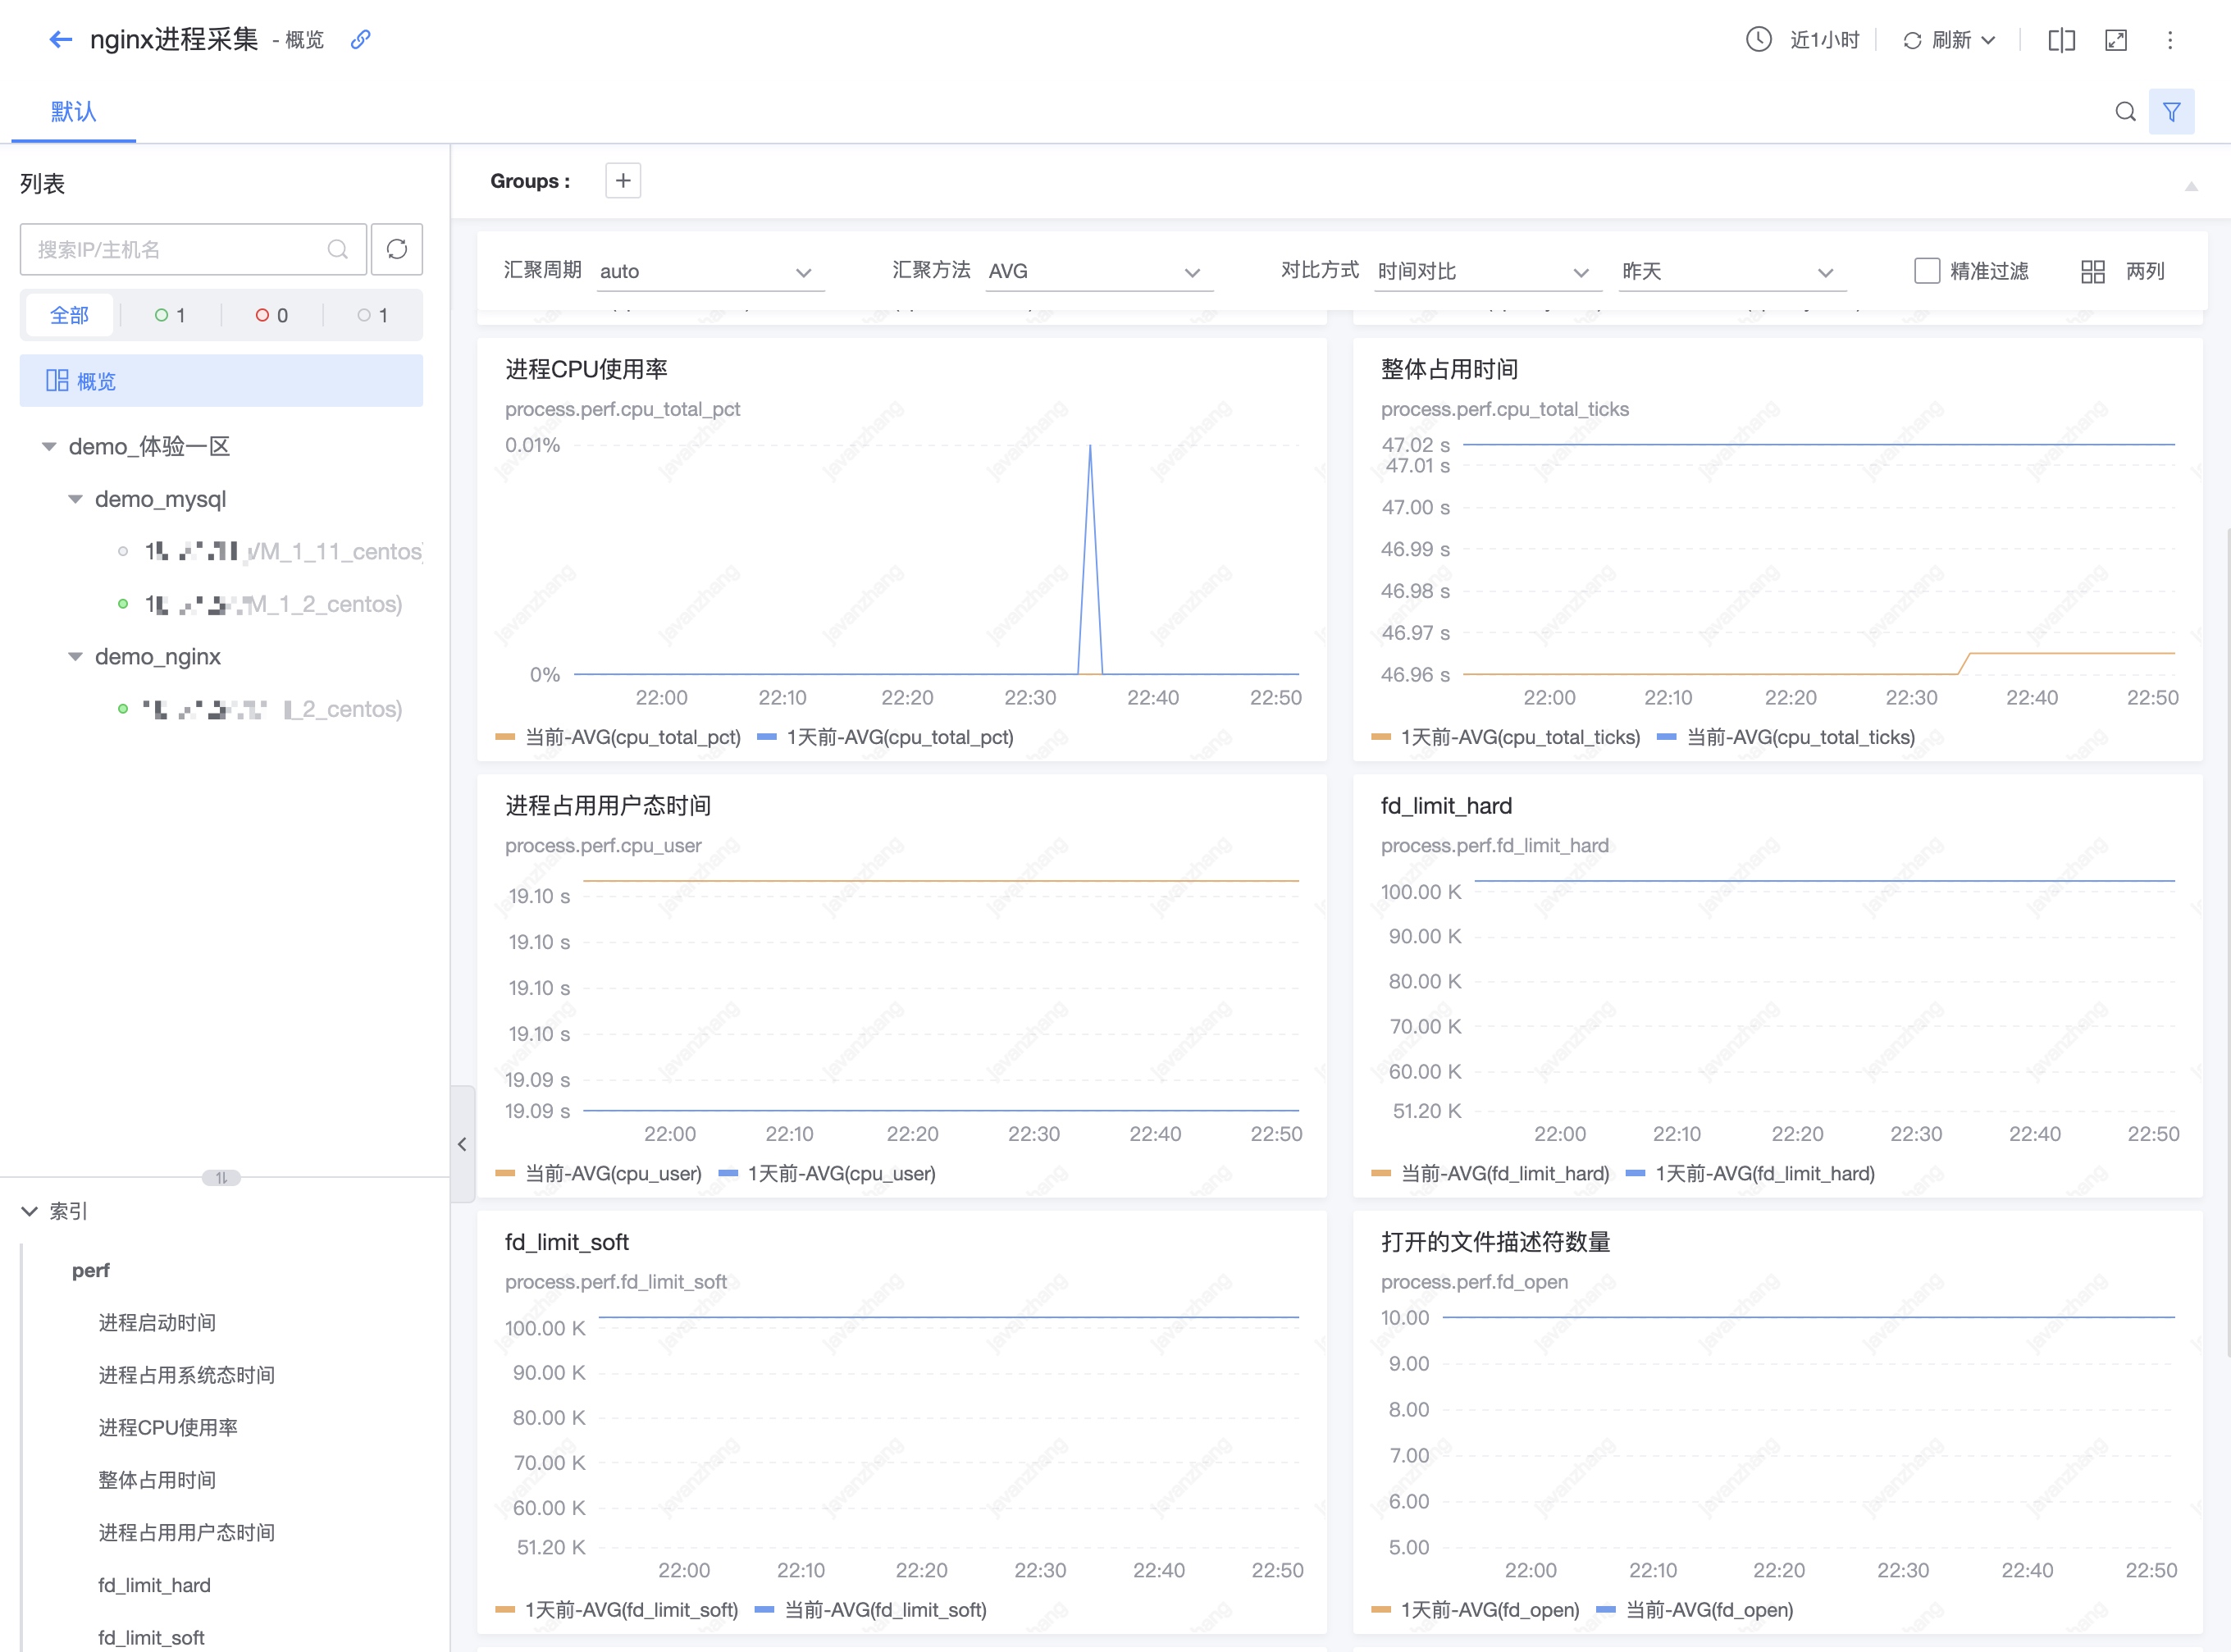 nginx进程采集 - 概览
近1小时
刷新
默认
列表
搜索IP/主机名
全部 1 0 1
概览
demo_体验一区
demo_mysql
M_1_11_centos
M_1_2_centos)
demo_nginx
_2_centos)
索引
perf
进程启动时间
进程占用系统态时间
进程CPU使用率
整体占用时间
进程占用用户态时间
fd_limit_hard
fd_limit_soft
Groups :
汇聚周期 auto 汇聚方法 AVG 对比方式 时间对比 昨天 精准过滤 两列
进程CPU使用率
process.perf.cpu_total_pct
0.01%
0%
22:00 22:10 22:20 22:30 22:40 22:50
当前-AVG(cpu_total_pct) 1天前-AVG(cpu_total_pct)
整体占用时间
process.perf.cpu_total_ticks
47.02 s
47.01 s
47.00 s
46.99 s
46.98 s
46.97 s
46.96 s
22:00 22:10 22:20 22:30 22:40 22:50
1天前-AVG(cpu_total_ticks) 当前-AVG(cpu_total_ticks)
进程占用用户态时间
process.perf.cpu_user
19.10 s
19.10 s
19.10 s
19.10 s
19.09 s
19.09 s
22:00 22:10 22:20 22:30 22:40 22:50
当前-AVG(cpu_user) 1天前-AVG(cpu_user)
fd_limit_hard
process.perf.fd_limit_hard
100.00 K
90.00 K
80.00 K
70.00 K
60.00 K
51.20 K
22:00 22:10 22:20 22:30 22:40 22:50
当前-AVG(fd_limit_hard) 1天前-AVG(fd_limit_hard)
fd_limit_soft
process.perf.fd_limit_soft
100.00 K
90.00 K
80.00 K
70.00 K
60.00 K
51.20 K
22:00 22:10 22:20 22:30 22:40 22:50
1天前-AVG(fd_limit_soft) 当前-AVG(fd_limit_soft)
打开的文件描述符数量
process.perf.fd_open
10.00
9.00
8.00
7.00
6.00
5.00
22:00 22:10 22:20 22:30 22:40 22:50
1天前-AVG(fd_open) 当前-AVG(fd_open)
javanzhang